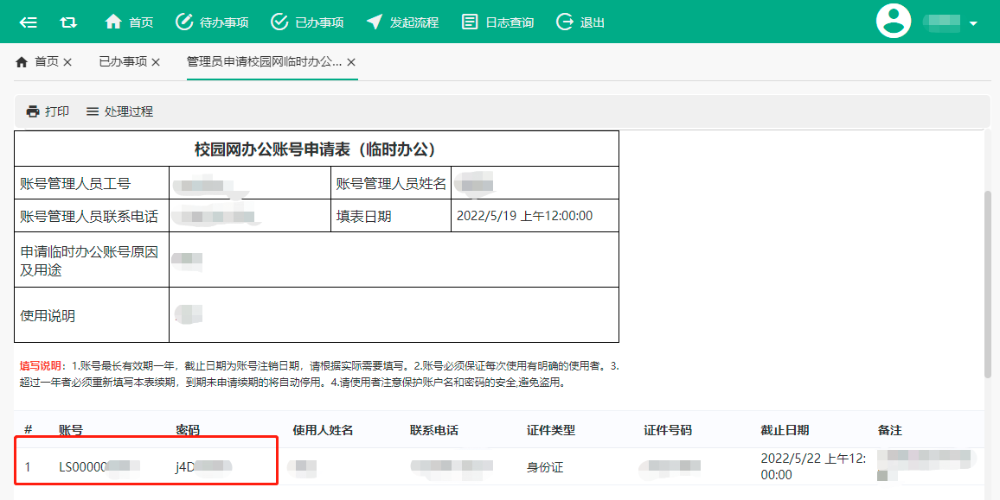 首页 待办事项 已办事项 发起流程 日志查询 退出
首页 × 已办事项 × 管理员申请校园网临时办公... ×
打印 处理过程
校园网办公账号申请表（临时办公）
账号管理人员工号 账号管理人员姓名
账号管理人员联系电话 填表日期 2022/5/19 上午12:00:00
申请临时办公账号原因
及用途
使用说明
填写说明：1.账号最长有效期一年，截止日期为账号注销日期，请根据实际需要填写。2.账号必须保证每次使用有明确的使用者。3.
超过一年者必须重新填写本表续期，到期未申请续期的将自动停用。4.请使用者注意保护账户名和密码的安全,避免盗用。
# 账号 密码 使用人姓名 联系电话 证件类型 证件号码 截止日期 备注
1 LS00000 j4D 身份证 2022/5/22 上午12:
00:00